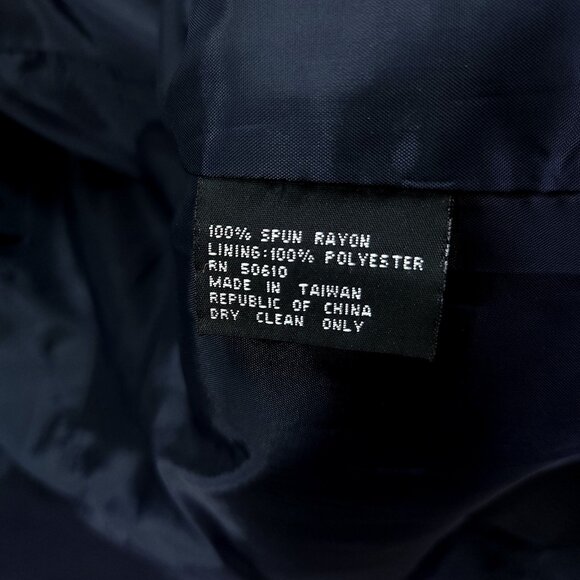 100% SPUN RAYON
LINING:100% POLYESTER
RN 50610
MADE IN TAIWAN
REPUBLIC OF CHINA
DRY CLEAN ONLY